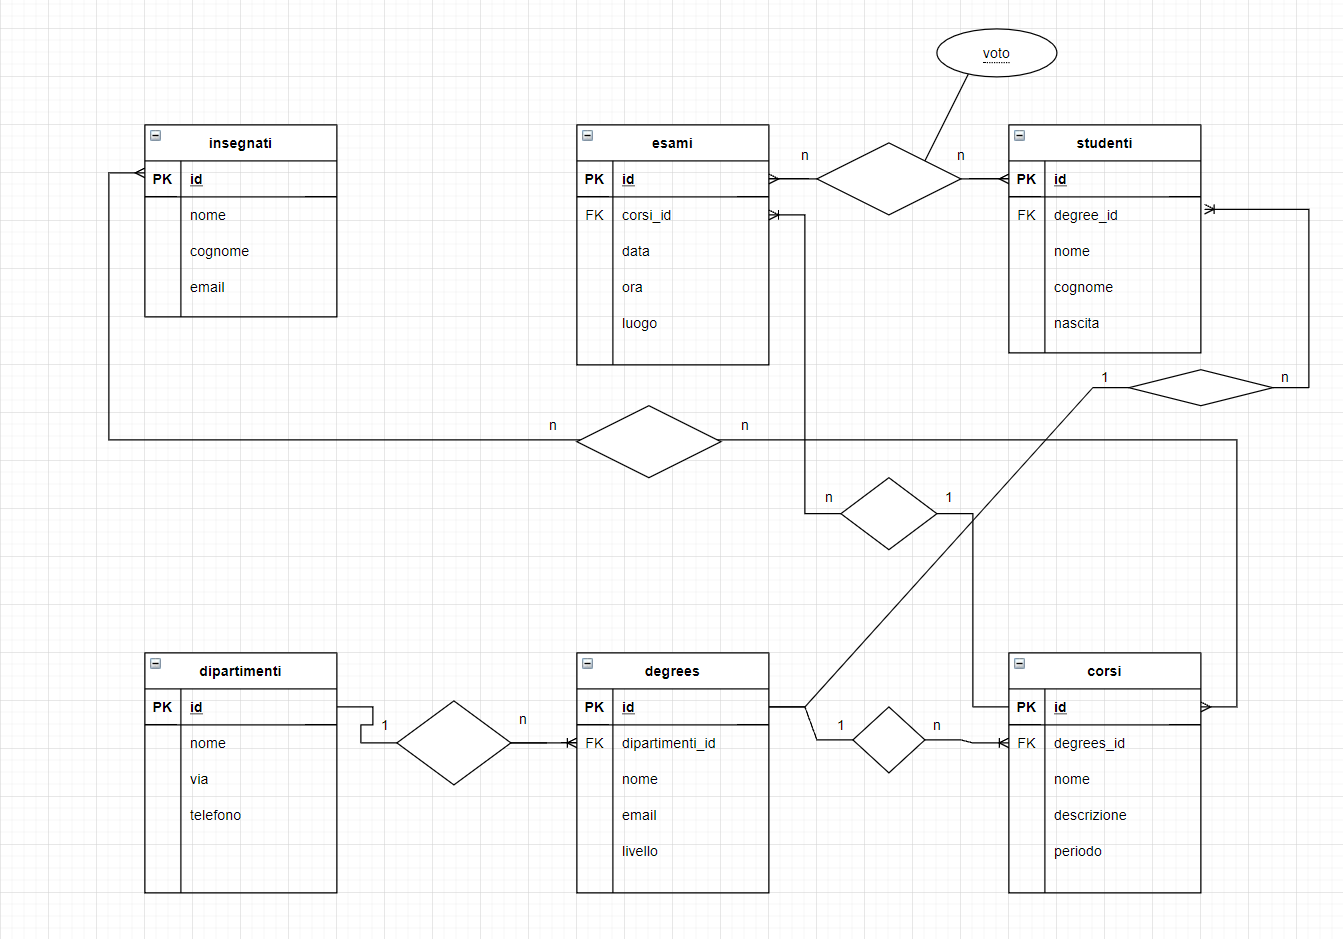 voto
insegnati
PK id
nome
cognome
email
esami
PK id
FK corsi_id
data
ora
luogo
n
n
studenti
PK id
FK degree_id
nome
cognome
nascita
1
n
n
n
n
1
dipartimenti
PK id
nome
via
telefono
1
n
degrees
PK id
FK dipartimenti_id
nome
email
livello
1
n
corsi
PK id
FK degrees_id
nome
descrizione
periodo